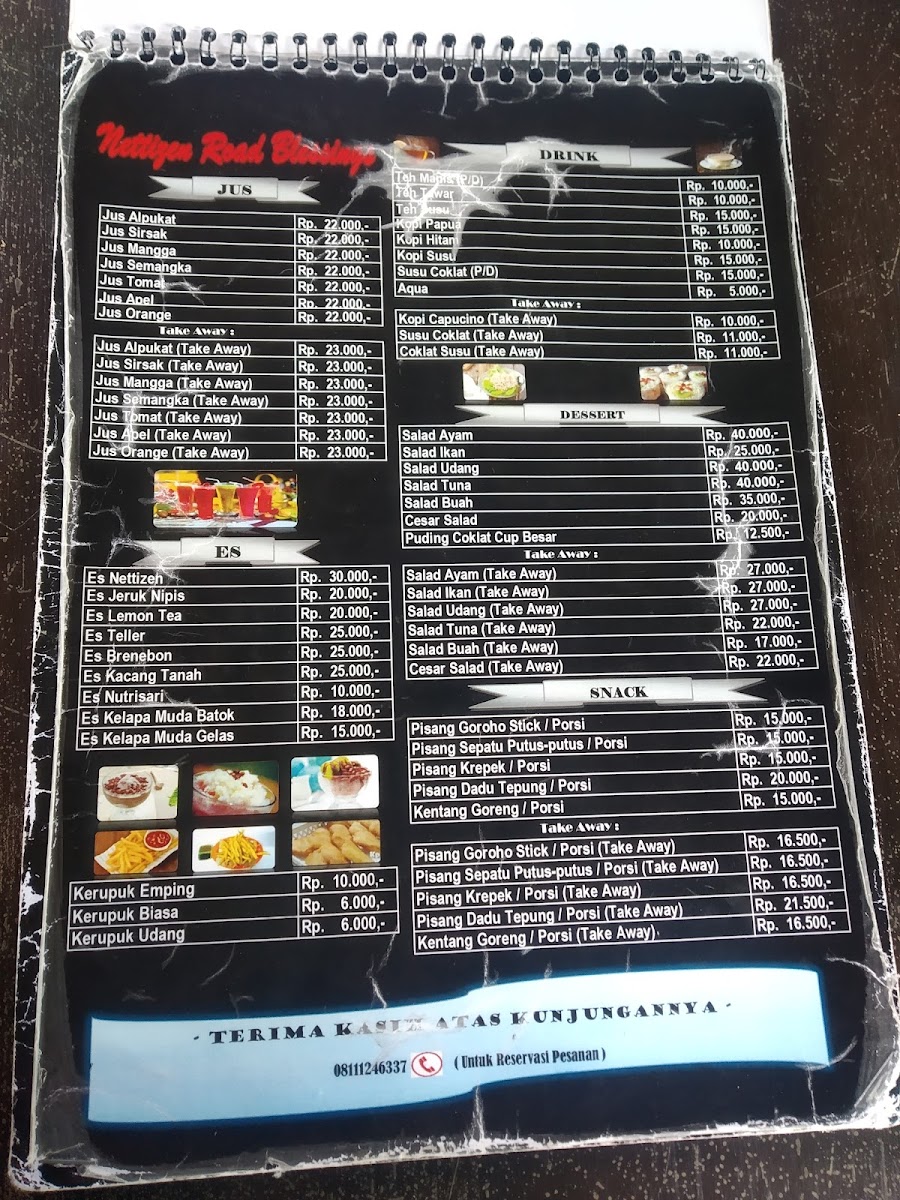 Nettizen Road Blessings
JUS
Jus Alpukat Rp. 22.000,-
Jus Sirsak Rp. 22.000,-
Jus Mangga Rp. 22.000,-
Jus Semangka Rp. 22.000,-
Jus Tomat Rp. 22.000,-
Jus Apel Rp. 22.000,-
Jus Orange Rp. 22.000,-
Take Away :
Jus Alpukat (Take Away) Rp. 23.000,-
Jus Sirsak (Take Away) Rp. 23.000,-
Jus Mangga (Take Away) Rp. 23.000,-
Jus Semangka (Take Away) Rp. 23.000,-
Jus Tomat (Take Away) Rp. 23.000,-
Jus Apel (Take Away) Rp. 23.000,-
Jus Orange (Take Away) Rp. 23.000,-
ES
Es Nettizen Rp. 30.000,-
Es Jeruk Nipis Rp. 20.000,-
Es Lemon Tea Rp. 20.000,-
Es Teller Rp. 25.000,-
Es Brenebon Rp. 25.000,-
Es Kacang Tanah Rp. 25.000,-
Es Nutrisari Rp. 10.000,-
Es Kelapa Muda Batok Rp. 18.000,-
Es Kelapa Muda Gelas Rp. 15.000,-
Kerupuk Emping Rp. 10.000,-
Kerupuk Biasa Rp. 6.000,-
Kerupuk Udang Rp. 6.000,-
DRINK
Teh Manis (P/D) Rp. 10.000,-
Teh Tawar Rp. 10.000,-
Teh Susu Rp. 15.000,-
Kopi Papua Rp. 15.000,-
Kopi Hitam Rp. 10.000,-
Kopi Susu Rp. 15.000,-
Susu Coklat (P/D) Rp. 15.000,-
Aqua Rp. 5.000,-
Take Away :
Kopi Capucino (Take Away) Rp. 10.000,-
Susu Coklat (Take Away) Rp. 11.000,-
Coklat Susu (Take Away) Rp. 11.000,-
DESSERT
Salad Ayam Rp. 40.000,-
Salad Ikan Rp. 25.000,-
Salad Udang Rp. 40.000,-
Salad Tuna Rp. 40.000,-
Salad Buah Rp. 35.000,-
Cesar Salad Rp. 20.000,-
Puding Coklat Cup Besar Rp. 12.500,-
Take Away :
Salad Ayam (Take Away) Rp. 27.000,-
Salad Ikan (Take Away) Rp. 27.000,-
Salad Udang (Take Away) Rp. 27.000,-
Salad Tuna (Take Away) Rp. 22.000,-
Salad Buah (Take Away) Rp. 17.000,-
Cesar Salad (Take Away) Rp. 22.000,-
SNACK
Pisang Goroho Stick / Porsi Rp. 15.000,-
Pisang Sepatu Putus-putus / Porsi Rp. 15.000,-
Pisang Krepek / Porsi Rp. 15.000,-
Pisang Dadu Tepung / Porsi Rp. 20.000,-
Kentang Goreng / Porsi Rp. 15.000,-
Take Away :
Pisang Goroho Stick / Porsi (Take Away) Rp. 16.500,-
Pisang Sepatu Putus-putus / Porsi (Take Away) Rp. 16.500,-
Pisang Krepek / Porsi (Take Away) Rp. 16.500,-
Pisang Dadu Tepung / Porsi (Take Away) Rp. 21.500,-
Kentang Goreng / Porsi (Take Away) Rp. 16.500,-
- TERIMA KASIH ATAS KUNJUNGANNYA -
08111246337 ( Untuk Reservasi Pesanan )